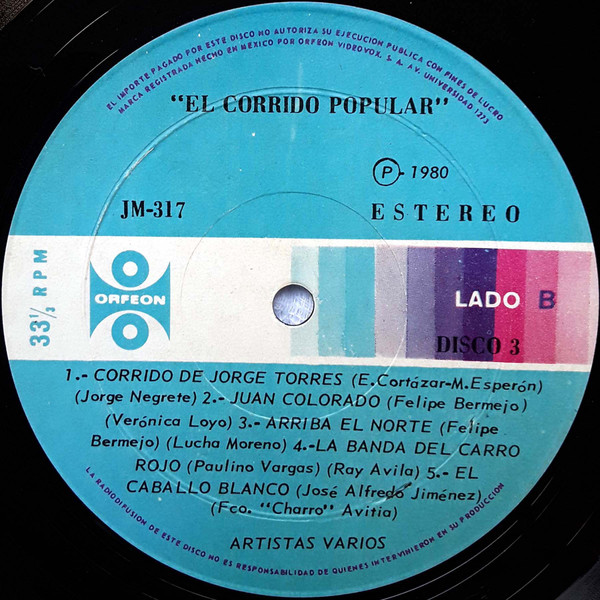 EL IMPORTE PAGADO POR ESTE DISCO NO AUTORIZA SU EJECUCION PUBLICA CON FINES DE LUCRO
MARCA REGISTRADA HECHO EN MEXICO POR ORFEON VIDEOVOX, S. A. AV. UNIVERSIDAD 1273
"EL CORRIDO POPULAR"
P - 1980
JM-317
ESTEREO
33⅓ RPM
ORFEON
LADO B
DISCO 3
1.- CORRIDO DE JORGE TORRES (E. Cortázar-M. Esperón)
(Jorge Negrete) 2.- JUAN COLORADO (Felipe Bermejo)
(Verónica Loyo) 3.- ARRIBA EL NORTE (Felipe
Bermejo) (Lucha Moreno) 4.-LA BANDA DEL CARRO
ROJO (Paulino Vargas) (Ray Avila) 5.- EL
CABALLO BLANCO (José Alfredo Jiménez)
(Fco. "Charro" Avitia)
ARTISTAS VARIOS
LA RADIODIFUSION DE ESTE DISCO NO ES RESPONSABILIDAD DE QUIENES INTERVINIERON EN SU PRODUCCION